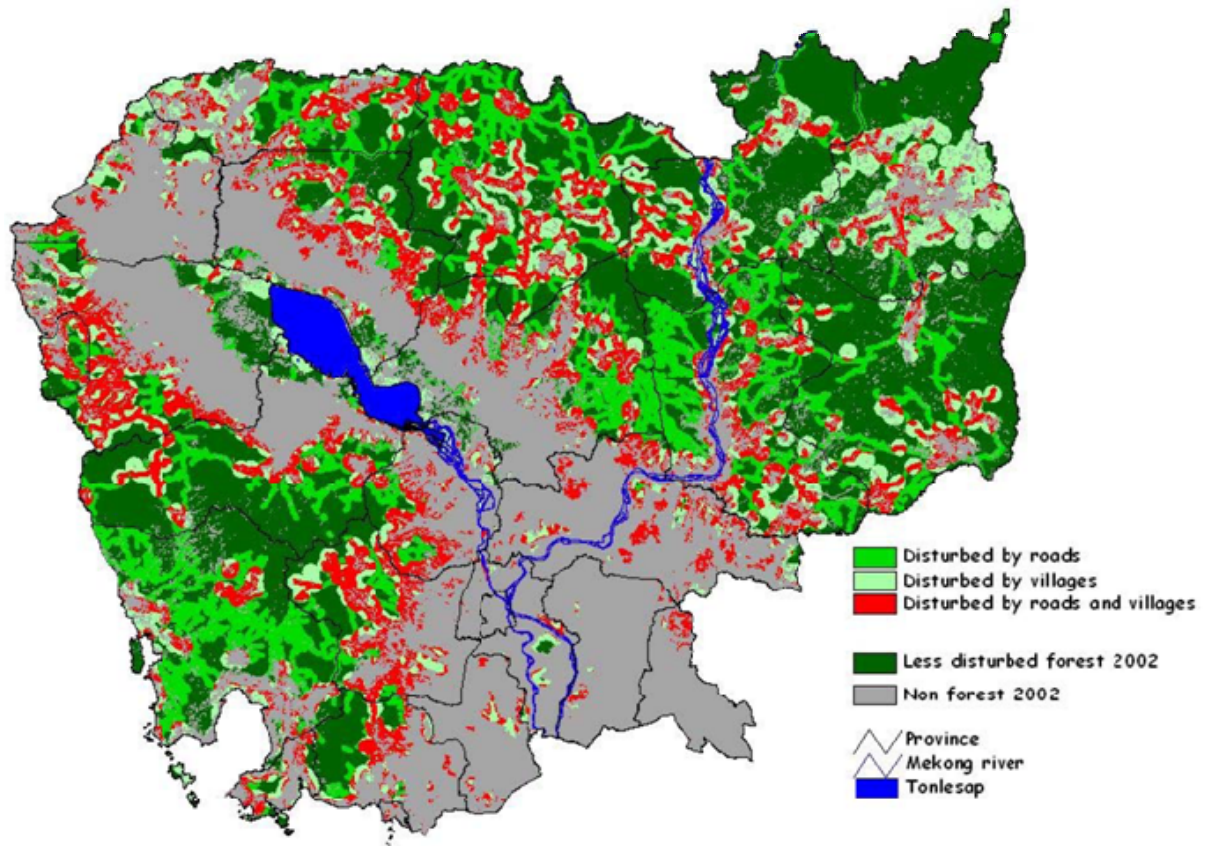 Disturbed by roads
Disturbed by villages
Disturbed by roads and villages
Less disturbed forest 2002
Non forest 2002
Province
Mekong river
Tonlesap